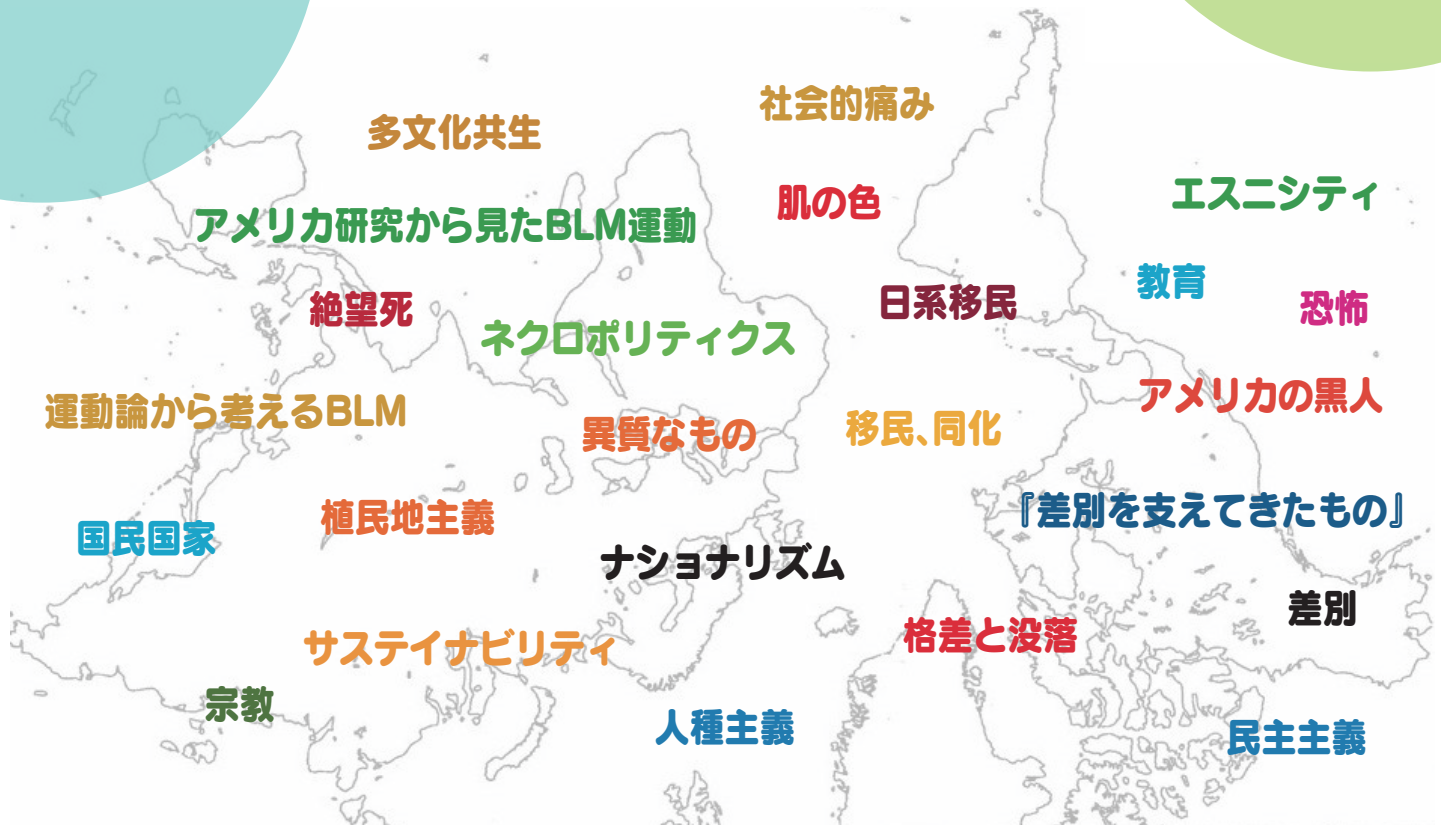 社会的痛み
多文化共生
エスニシティ
肌の色
アメリカ研究から見たBLM運動
教育
日系移民
恐怖
絶望死
ネクロポリティクス
アメリカの黒人
運動論から考えるBLM
移民、同化
異質なもの
『差別を支えてきたもの』
植民地主義
国民国家
ナショナリズム
差別
格差と没落
サステイナビリティ
宗教
人種主義
民主主義